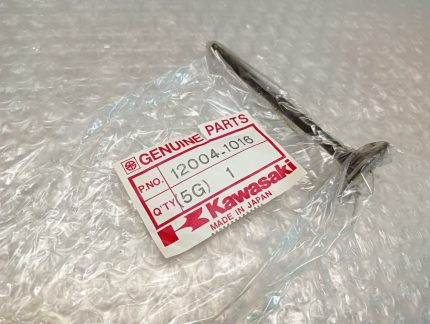 GENUINE PARTS
P.NO. 12004-1016
Q'TY (5G) 1
Kawasaki
MADE IN JAPAN